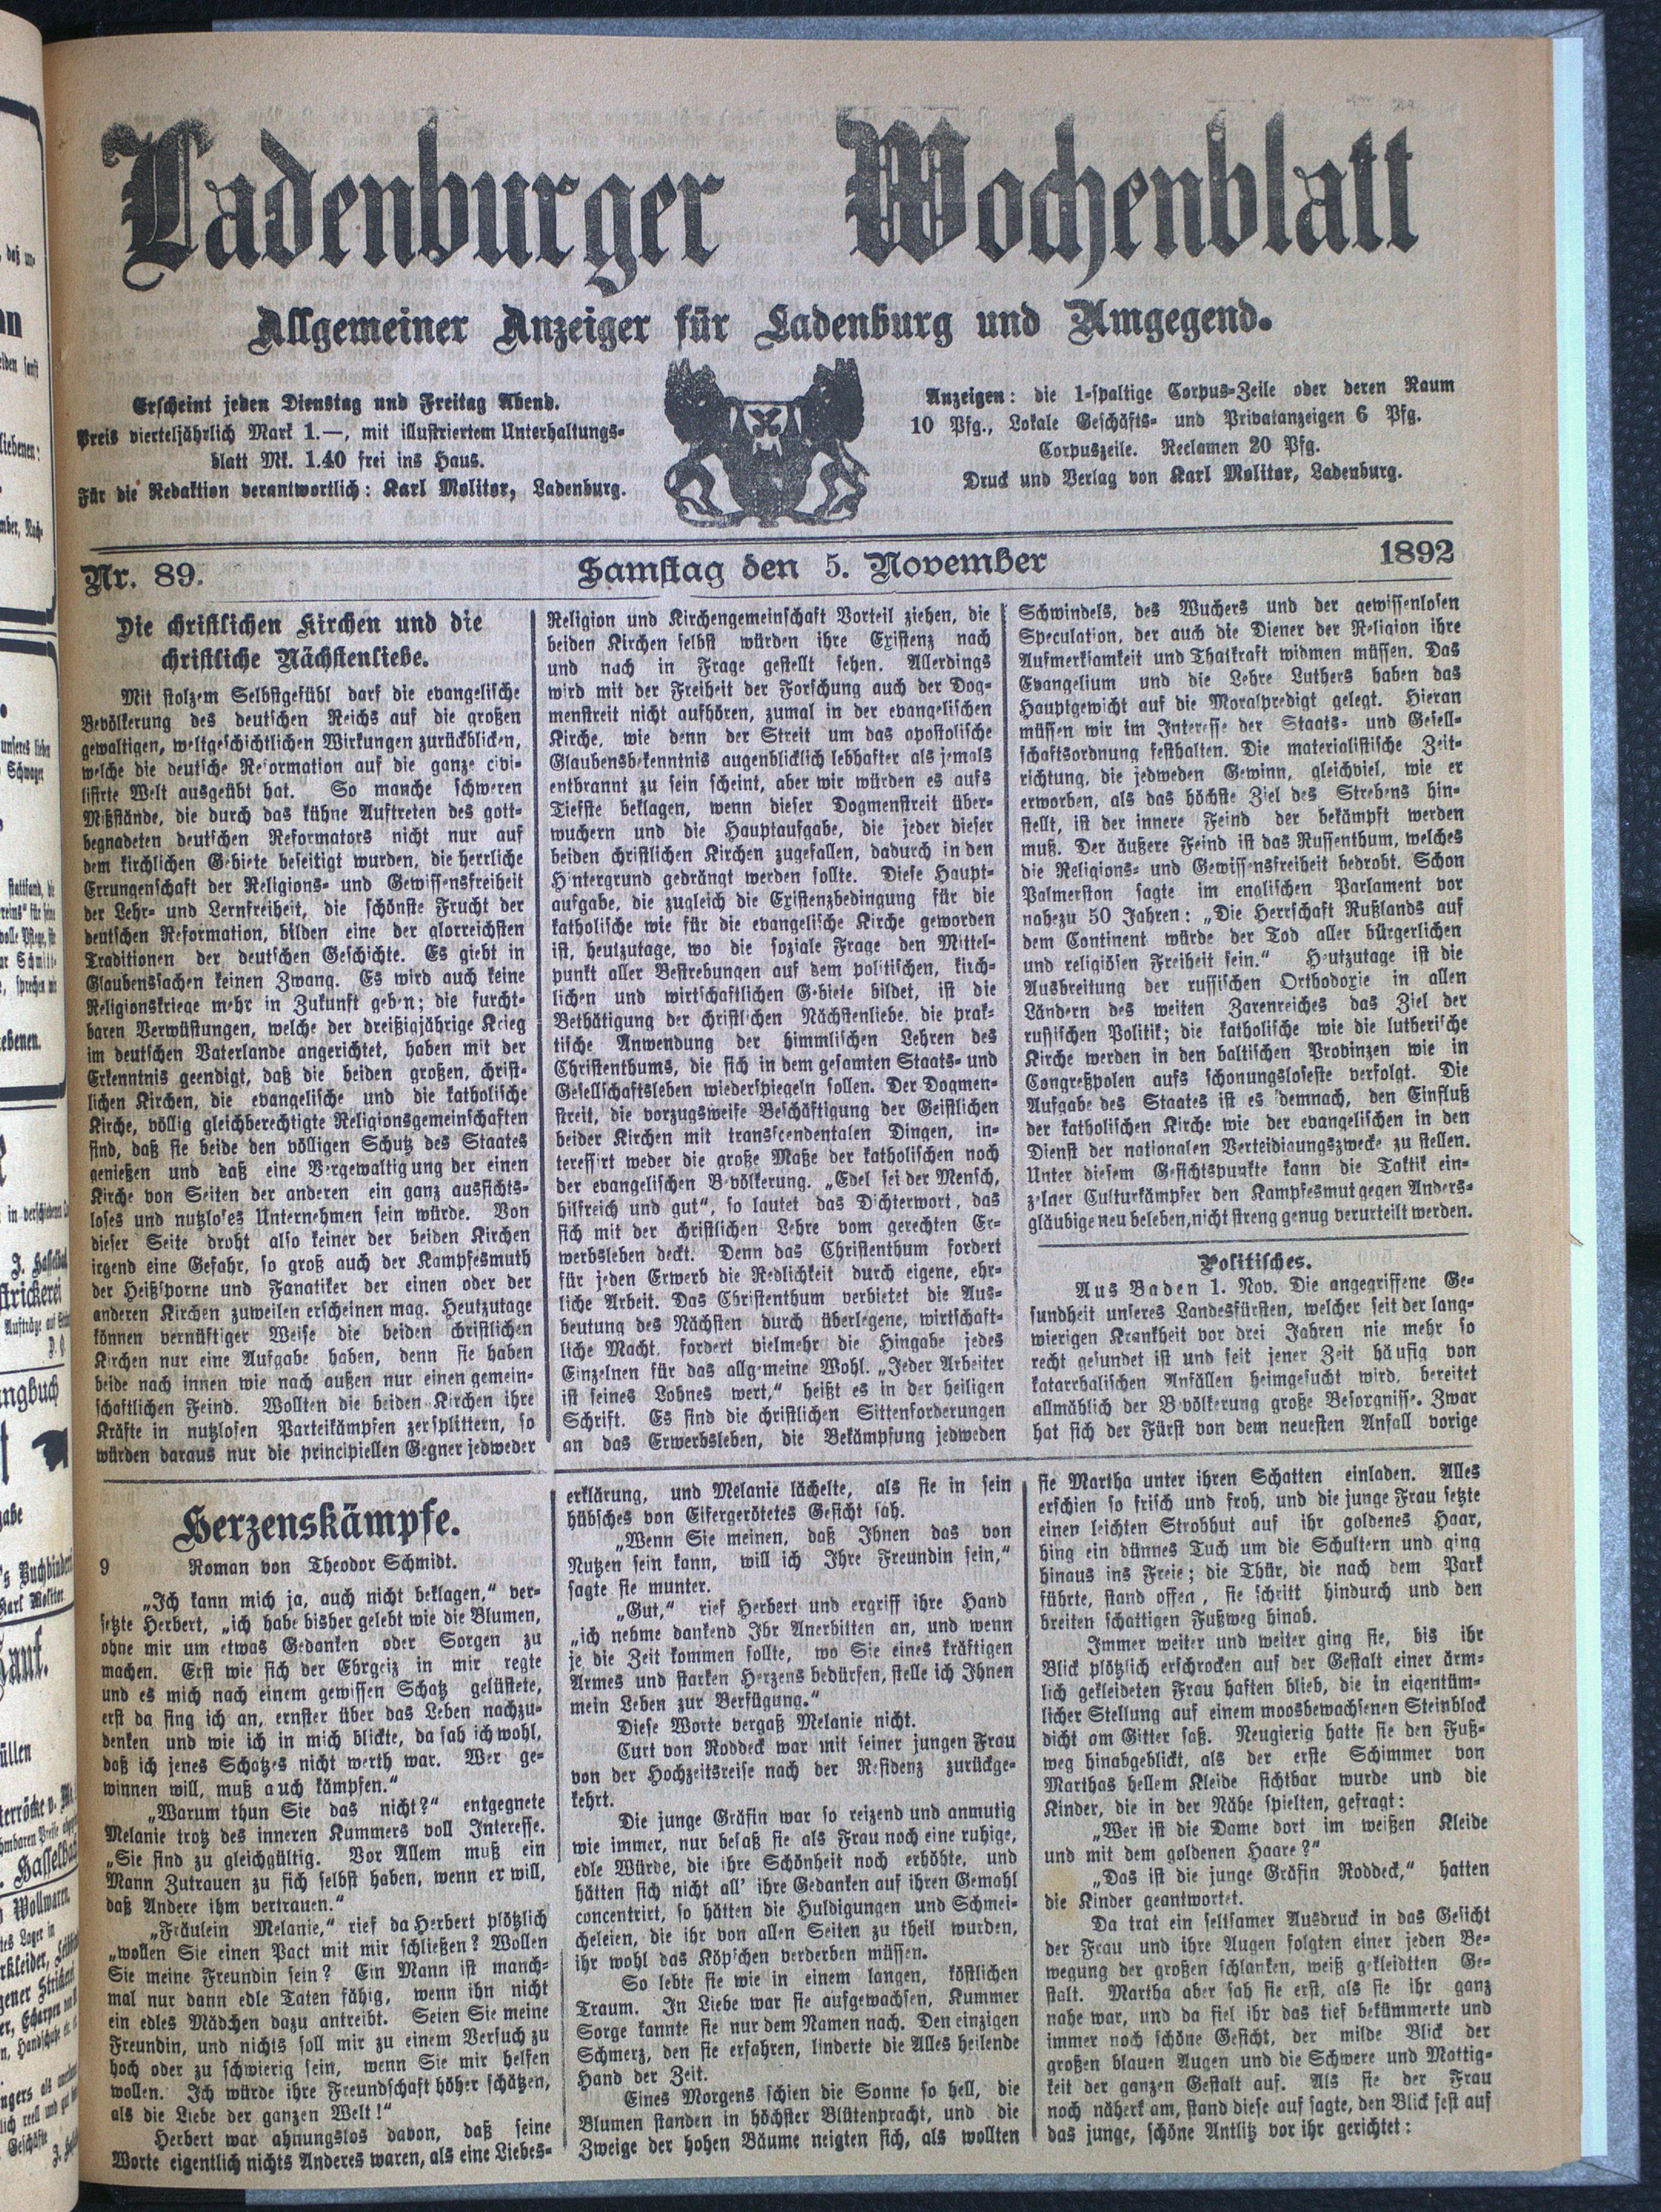 Ladenburger Wochenblatt
Allgemeiner Anzeiger für Ladenburg und Umgegend.
Erscheint jeden Dienstag und Freitag Abend.
Preis vierteljährlich Mark 1.—, mit illustriertem Unterhaltungs-
blatt Mk. 1.40 frei ins Haus.
Für die Redaktion verantwortlich: Karl Molitor, Ladenburg.
Anzeigen: die 1-spaltige Corpus-Zeile oder deren Raum
10 Pfg., Lokale Geschäfts- und Privatanzeigen 6 Pfg.
Corpuszeile. Reclamen 20 Pfg.
Druck und Verlag von Karl Molitor, Ladenburg.
Nr. 89.
Samstag den 5. November
1892
Die christlichen Kirchen und die
christliche Nächstenliebe.
Mit stolzem Selbstgefühl darf die evangelische
Bevölkerung des deutschen Reichs auf die großen
gewaltigen, weltgeschichtlichen Wirkungen zurückblicken,
welche die deutsche Reformation auf die ganze civi-
lisirte Welt ausgeübt hat. So manche schweren
Mißstände, die durch das kühne Auftreten des gott-
begnadeten deutschen Reformators nicht nur auf
dem kirchlichen Gebiete beseitigt wurden, die herrliche
Errungenschaft der Religions- und Gewissensfreiheit
der Lehr- und Lernfreiheit, die schönste Frucht der
deutschen Reformation, bilden eine der glorreichsten
Traditionen der deutschen Geschichte. Es giebt in
Glaubenssachen keinen Zwang. Es wird auch keine
Religionskriege mehr in Zukunft geben; die furcht-
baren Verwüstungen, welche der dreißigjährige Krieg
im deutschen Vaterlande angerichtet, haben mit der
Erkenntnis geendigt, daß die beiden großen, christ-
lichen Kirchen, die evangelische und die katholische
Kirche, völlig gleichberechtigte Religionsgemeinschaften
sind, daß sie beide den völligen Schutz des Staates
genießen und daß eine Vergewaltigung der einen
Kirche von Seiten der anderen ein ganz aussichts-
loses und nutzloses Unternehmen sein würde. Von
dieser Seite droht also keiner der beiden Kirchen
irgend eine Gefahr, so groß auch der Kampfesmuth
der Heißsporne und Fanatiker der einen oder der
anderen Kirchen zuweilen erscheinen mag. Heutzutage
können vernüftiger Weise die beiden christlichen
Kirchen nur eine Aufgabe haben, denn sie haben
beide nach innen wie nach außen nur einen gemein-
schaftlichen Feind. Wollten die beiden Kirchen ihre
Kräfte in nutzlosen Parteikämpfen zersplittern, so
würden daraus nur die principiellen Gegner jedweder
Religion und Kirchengemeinschaft Vorteil ziehen, die
beiden Kirchen selbst würden ihre Existenz nach
und nach in Frage gestellt sehen. Allerdings
wird mit der Freiheit der Forschung auch der Dog-
menstreit nicht aufhören, zumal in der evangelischen
Kirche, wie denn der Streit um das apostolische
Glaubensbekenntnis augenblicklich lebhafter als jemals
entbrannt zu sein scheint, aber wir würden es aufs
Tiefste beklagen, wenn dieser Dogmenstreit über-
wuchern und die Hauptaufgabe, die jeder dieser
beiden christlichen Kirchen zugefallen, dadurch in den
Hintergrund gedrängt werden sollte. Diese Haupt-
aufgabe, die zugleich die Existenzbedingung für die
katholische wie für die evangelische Kirche geworden
ist, heutzutage, wo die soziale Frage den Mittel-
punkt aller Bestrebungen auf dem politischen, kirch-
lichen und wirtschaftlichen Gebiete bildet, ist die
Bethätigung der christlichen Nächstenliebe, die prak-
tische Anwendung der himmlischen Lehren des
Christenthums, die sich in dem gesamten Staats- und
Gesellschaftsleben wiederspiegeln sollen. Der Dogmen-
streit, die vorzugsweise Beschäftigung der Geistlichen
beider Kirchen mit transcendentalen Dingen, in-
teressirt weder die große Maße der katholischen noch
der evangelischen Bevölkerung. „Edel sei der Mensch,
hilfreich und gut“, so lautet das Dichterwort, das
sich mit der christlichen Lehre vom gerechten Er-
werbsleben deckt. Denn das Christenthum fordert
für jeden Erwerb die Redlichkeit durch eigene, ehr-
liche Arbeit. Das Christenthum verbietet die Aus-
beutung des Nächsten durch überlegene, wirtschaft-
liche Macht, fordert vielmehr die Hingabe jedes
Einzelnen für das allgemeine Wohl. „Jeder Arbeiter
ist seines Lohnes wert,“ heißt es in der heiligen
Schrift. Es sind die christlichen Sittenforderungen
an das Erwerbsleben, die Bekämpfung jedweden
Schwindels, des Wuchers und der gewissenlosen
Speculation, der auch die Diener der Religion ihre
Aufmerksamkeit und Thatkraft widmen müssen. Das
Evangelium und die Lehre Luthers haben das
Hauptgewicht auf die Moralpredigt gelegt. Hieran
müssen wir im Interesse der Staats- und Gesell-
schaftsordnung festhalten. Die materialistische Zeit-
richtung, die jedweden Gewinn, gleichviel, wie er
erworben, als das höchste Ziel des Strebens hin-
stellt, ist der innere Feind der bekämpft werden
muß. Der äußere Feind ist das Russenthum, welches
die Religions- und Gewissensfreiheit bedroht. Schon
Palmerston sagte im englischen Parlament vor
nahezu 50 Jahren: „Die Herrschaft Rußlands auf
dem Continent würde der Tod aller bürgerlichen
und religiösen Freiheit sein.“ Heutzutage ist die
Ausbreitung der russischen Orthodoxie in allen
Ländern des weiten Zarenreiches das Ziel der
russischen Politik; die katholische wie die lutherische
Kirche werden in den baltischen Provinzen wie in
Congreßpolen aufs schonungsloseste verfolgt. Die
Aufgabe des Staates ist es demnach, den Einfluß
der katholischen Kirche wie der evangelischen in den
Dienst der nationalen Verteidigungszwecke zu stellen.
Unter diesem Gesichtspunkte kann die Taktik ein-
zelner Culturkämpfer den Kampfesmut gegen Anders-
gläubige neu beleben, nicht streng genug verurteilt werden.
Politisches.
Aus Baden 1. Nov. Die angegriffene Ge-
sundheit unseres Landesfürsten, welcher seit der lang-
wierigen Krankheit vor drei Jahren nie mehr so
recht gesundet ist und seit jener Zeit häufig von
katarrhalischen Anfällen heimgesucht wird, bereitet
allmählich der Bevölkerung große Besorgnisse. Zwar
hat sich der Fürst von dem neuesten Anfall vorige
Herzenskämpfe.
9 Roman von Theodor Schmidt.
„Ich kann mich ja, auch nicht beklagen,“ ver-
setzte Herbert, „ich habe bisher gelebt wie die Blumen,
ohne mir um etwas Gedanken oder Sorgen zu
machen. Erst wie sich der Ehrgeiz in mir regte
und es mich nach einem gewissen Schatz gelüstete,
erst da fing ich an, ernster über das Leben nachzu-
denken und wie ich in mich blickte, da sah ich wohl,
daß ich jenes Schatzes nicht werth war. Wer ge-
winnen will, muß auch kämpfen.“
„Warum thun Sie das nicht?“ entgegnete
Melanie trotz des inneren Kummers voll Interesse.
„Sie sind zu gleichgültig. Vor Allem muß ein
Mann Zutrauen zu sich selbst haben, wenn er will,
daß Andere ihm vertrauen.“
„Fräulein Melanie,“ rief da Herbert plötzlich
„wollen Sie einen Pact mit mir schließen? Wollen
Sie meine Freundin sein? Ein Mann ist manch-
mal nur dann edle Taten fähig, wenn ihn nicht
ein edles Mädchen dazu antreibt. Seien Sie meine
Freundin, und nichts soll mir zu einem Versuch zu
hoch oder zu schwierig sein, wenn Sie mir helfen
wollen. Ich würde ihre Freundschaft höher schätzen,
als die Liebe der ganzen Welt!“
Herbert war ahnungslos davon, daß seine
Worte eigentlich nichts Anderes waren, als eine Liebes-
erklärung, und Melanie lächelte, als sie in sein
hübsches von Eifergerötetes Gesicht sah.
„Wenn Sie meinen, daß Ihnen das von
Nutzen sein kann, will ich Ihre Freundin sein,“
sagte sie munter.
„Gut,“ rief Herbert und ergriff ihre Hand
„ich nehme dankend Ihr Anerbitten an, und wenn
je die Zeit kommen sollte, wo Sie eines kräftigen
Armes und starken Herzens bedürfen, stelle ich Ihnen
mein Leben zur Verfügung.“
Diese Worte vergaß Melanie nicht.
Curt von Roddeck war mit seiner jungen Frau
von der Hochzeitsreise nach der Residenz zurückge-
kehrt.
Die junge Gräfin war so reizend und anmutig
wie immer, nur besaß sie als Frau noch eine ruhige,
edle Würde, die ihre Schönheit noch erhöhte, und
hätten sich nicht all' ihre Gedanken auf ihren Gemahl
concentrirt, so hätten die Huldigungen und Schmei-
cheleien, die ihr von allen Seiten zu theil wurden,
ihr wohl das Köpfchen verderben müssen.
So lebte sie wie in einem langen, köstlichen
Traum. In Liebe war sie aufgewachsen, Kummer
Sorge kannte sie nur dem Namen nach. Den einzigen
Schmerz, den sie erfahren, linderte die Alles heilende
Hand der Zeit.
Eines Morgens schien die Sonne so hell, die
Blumen standen in höchster Blütenpracht, und die
Zweige der hohen Bäume neigten sich, als wollten
sie Martha unter ihren Schatten einladen. Alles
erschien so frisch und froh, und die junge Frau setzte
einen leichten Strohhut auf ihr goldenes Haar,
hing ein dünnes Tuch um die Schultern und ging
hinaus ins Freie; die Thür, die nach dem Park
führte, stand offen, sie schritt hindurch und den
breiten schattigen Fußweg hinab.
Immer weiter und weiter ging sie, bis ihr
Blick plötzlich erschrocken auf der Gestalt einer ärm-
lich gekleideten Frau haften blieb, die in eigentüm-
licher Stellung auf einem moosbewachsenen Steinblock
dicht am Gitter saß. Neugierig hatte sie den Fuß-
weg hinabgeblickt, als der erste Schimmer von
Marthas hellem Kleide sichtbar wurde und die
Kinder, die in der Nähe spielten, gefragt:
„Wer ist die Dame dort im weißen Kleide
und mit dem goldenen Haare?“
„Das ist die junge Gräfin Roddeck,“ hatten
die Kinder geantwortet.
Da trat ein seltsamer Ausdruck in das Gesicht
der Frau und ihre Augen folgten einer jeden Be-
wegung der großen schlanken, weiß gekleidtten Ge-
stalt. Martha aber sah sie erst, als sie ihr ganz
nahe war, und da fiel ihr das tief bekümmerte und
immer noch schöne Gesicht, der milde Blick der
großen blauen Augen und die Schwere und Mattig-
keit der ganzen Gestalt auf. Als sie der Frau
noch näherkam, stand diese auf sagte, den Blick fest auf
das junge, schöne Antlitz vor ihr gerichtet: